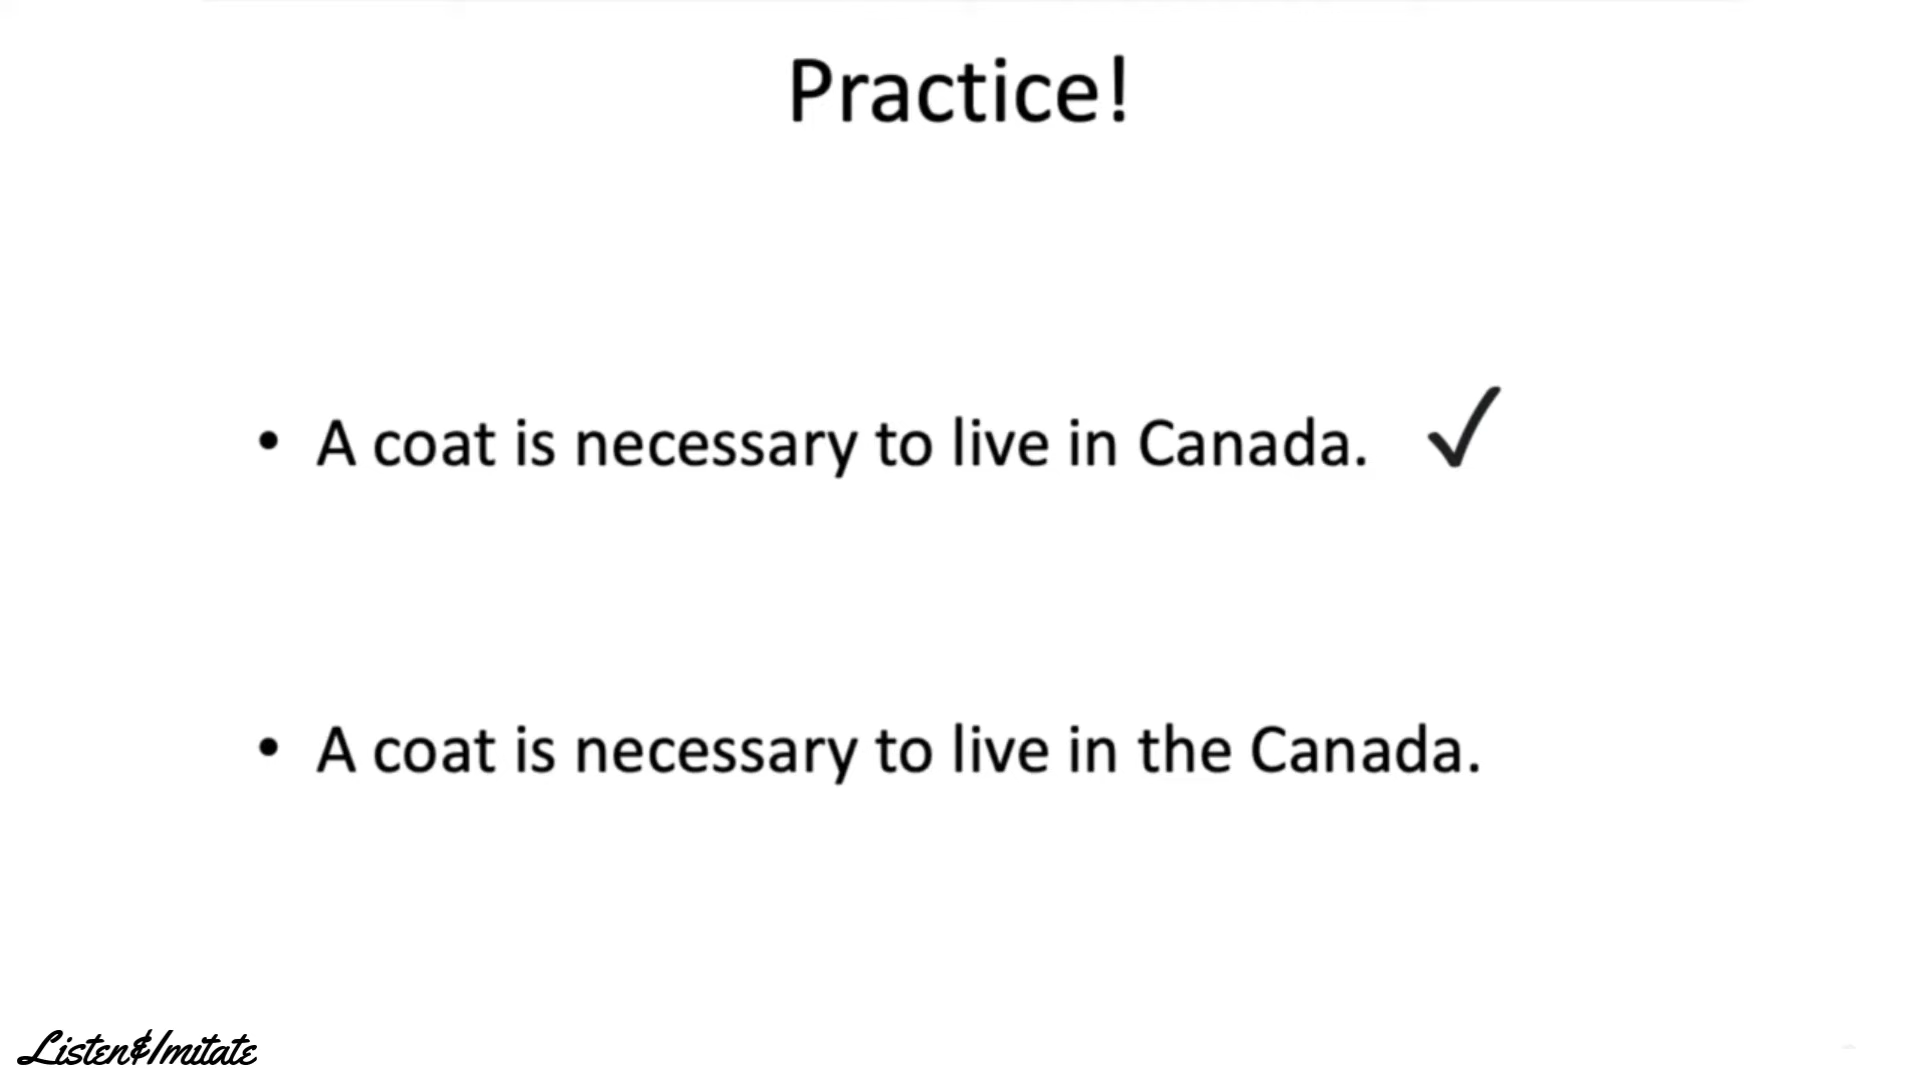 Practice!
• A coat is necessary to live in Canada. ✓
• A coat is necessary to live in the Canada.
Listen&Imitate